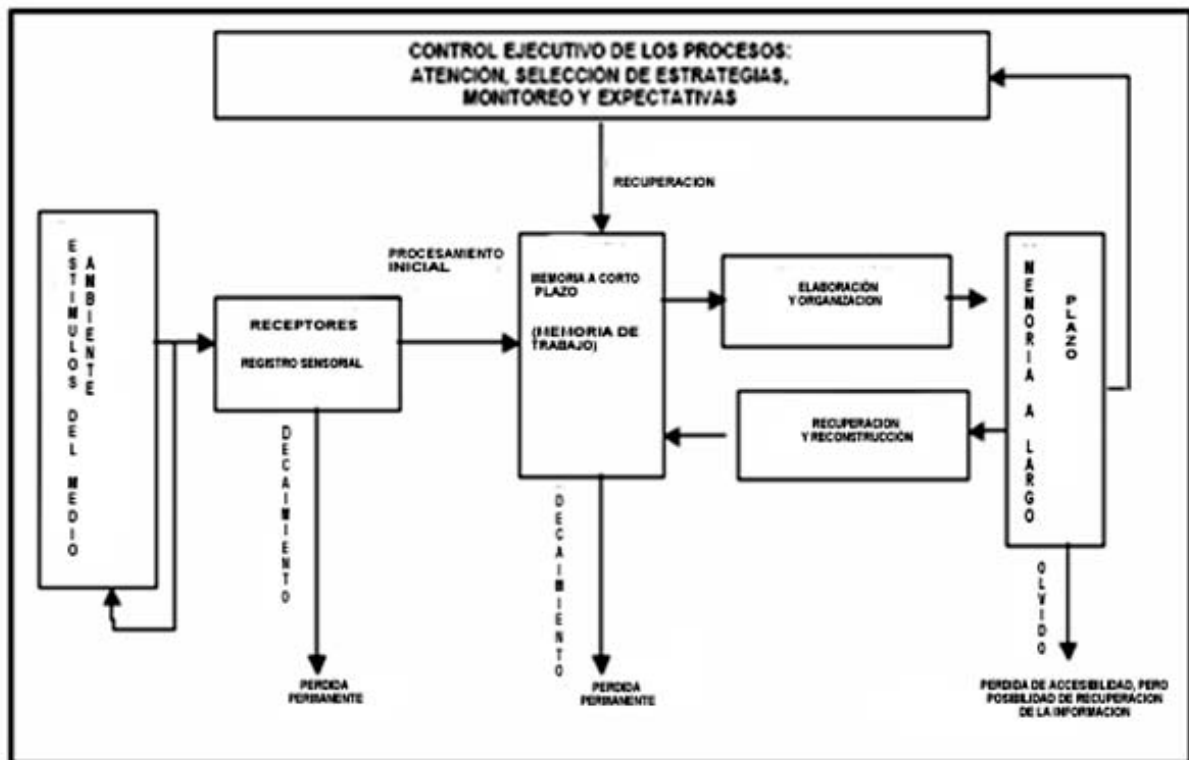 CONTROL EJECUTIVO DE LOS PROCESOS:
ATENCIÓN, SELECCIÓN DE ESTRATEGIAS,
MONITOREO Y EXPECTATIVAS
RECUPERACION
ESTIMULOS DEL MEDIO
AMBIENTE
RECEPTORES
REGISTRO SENSORIAL
PROCESAMIENTO
INICIAL
MEMORIA A CORTO
PLAZO
(MEMORIA DE
TRABAJO)
ELABORACIÓN
Y ORGANIZACION
RECUPERACION
Y RECONSTRUCCIÓN
MEMORIA A LARGO
PLAZO
DECAIMIENTO
DECAIMIENTO
OLVIDO
PERDIDA
PERMANENTE
PERDIDA
PERMANENTE
PERDIDA DE ACCESIBILIDAD, PERO
POSIBILIDAD DE RECUPERACION
DE LA INFORMACION